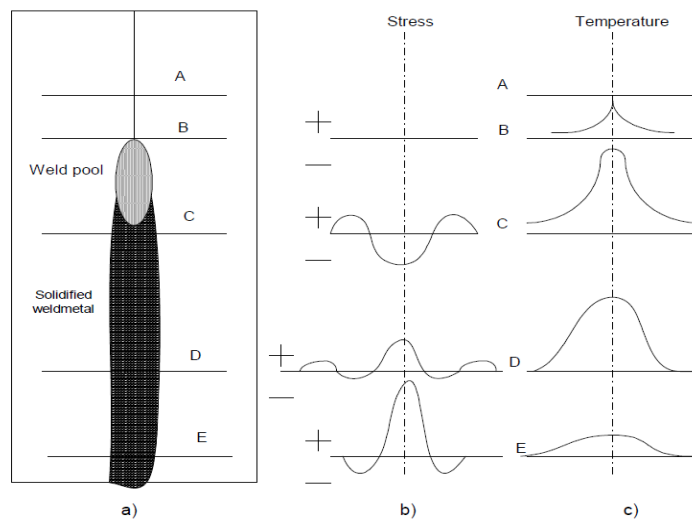 Stress
Temperature
A
B
Weld pool
C
Solidified
weldmetal
D
E
+
−
+
−
+
−
+
−
A
B
C
D
E
a)
b)
c)